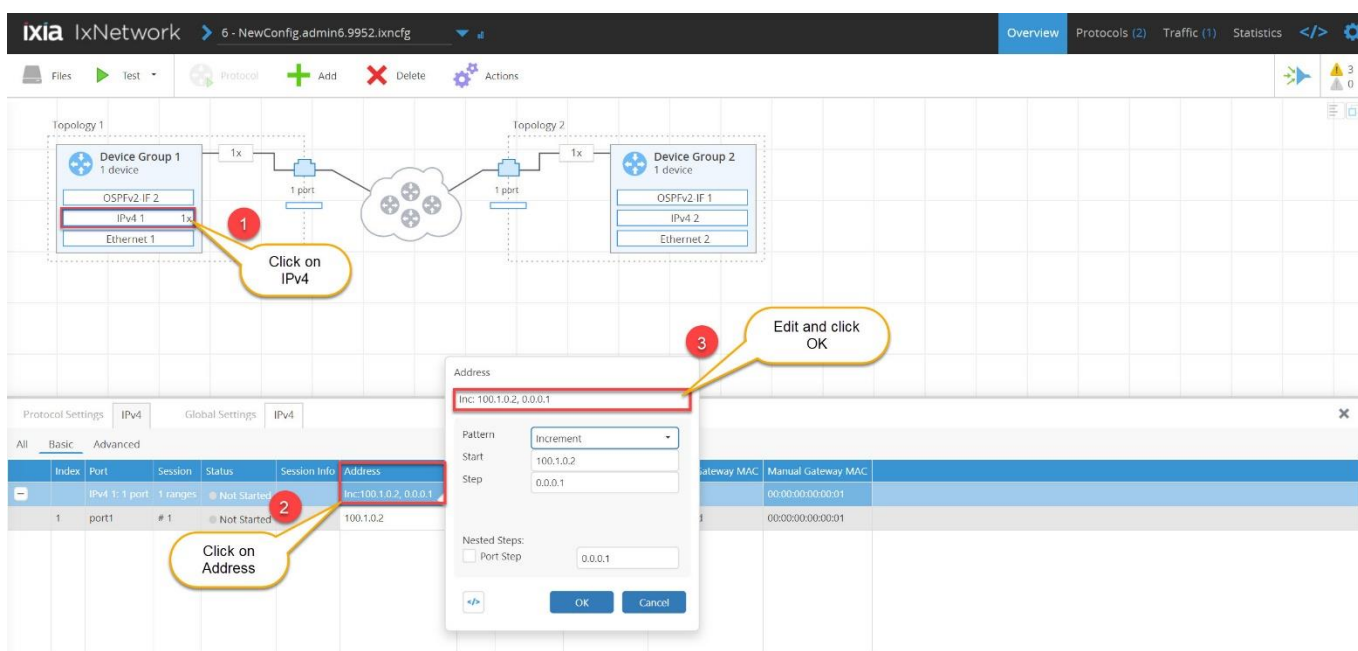 ixia IxNetwork 6 - NewConfig.admin6.9952.ixncfg
Overview Protocols (2) Traffic (1) Statistics </>
Files Test Protocol Add Delete Actions
3
0
Topology 1
Topology 2
Device Group 1
1 device
1x
1x
Device Group 2
1 device
1 port
1 port
OSPFv2 IF 2
OSPFv2 IF 1
IPv4 1 1x
IPv4 2
Ethernet 1
Ethernet 2
1
Click on
IPv4
3
Edit and click
OK
Address
Inc: 100.1.0.2, 0.0.0.1
Protocol Settings IPv4 Global Settings IPv4
All Basic Advanced
Pattern Increment
Start 100.1.0.2
Step 0.0.0.1
Nested Steps:
Port Step 0.0.0.1
</> OK Cancel
Index Port Session Status Session Info Address Gateway MAC Manual Gateway MAC
IPv4 1: 1 port 1 ranges Not Started Inc:100.1.0.2, 0.0.0.1 00:00:00:00:00:01
1 port1 # 1 Not Started 100.1.0.2 00:00:00:00:00:01
2
Click on
Address